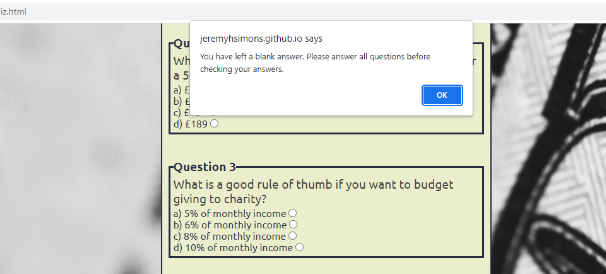 iz.html
jeremyhsimons.github.io says
You have left a blank answer. Please answer all questions before
checking your answers.
OK
Qu
Wh
a 5
a) £
b) £
c) £
d) £189
Question 3
What is a good rule of thumb if you want to budget
giving to charity?
a) 5% of monthly income
b) 6% of monthly income
c) 8% of monthly income
d) 10% of monthly income